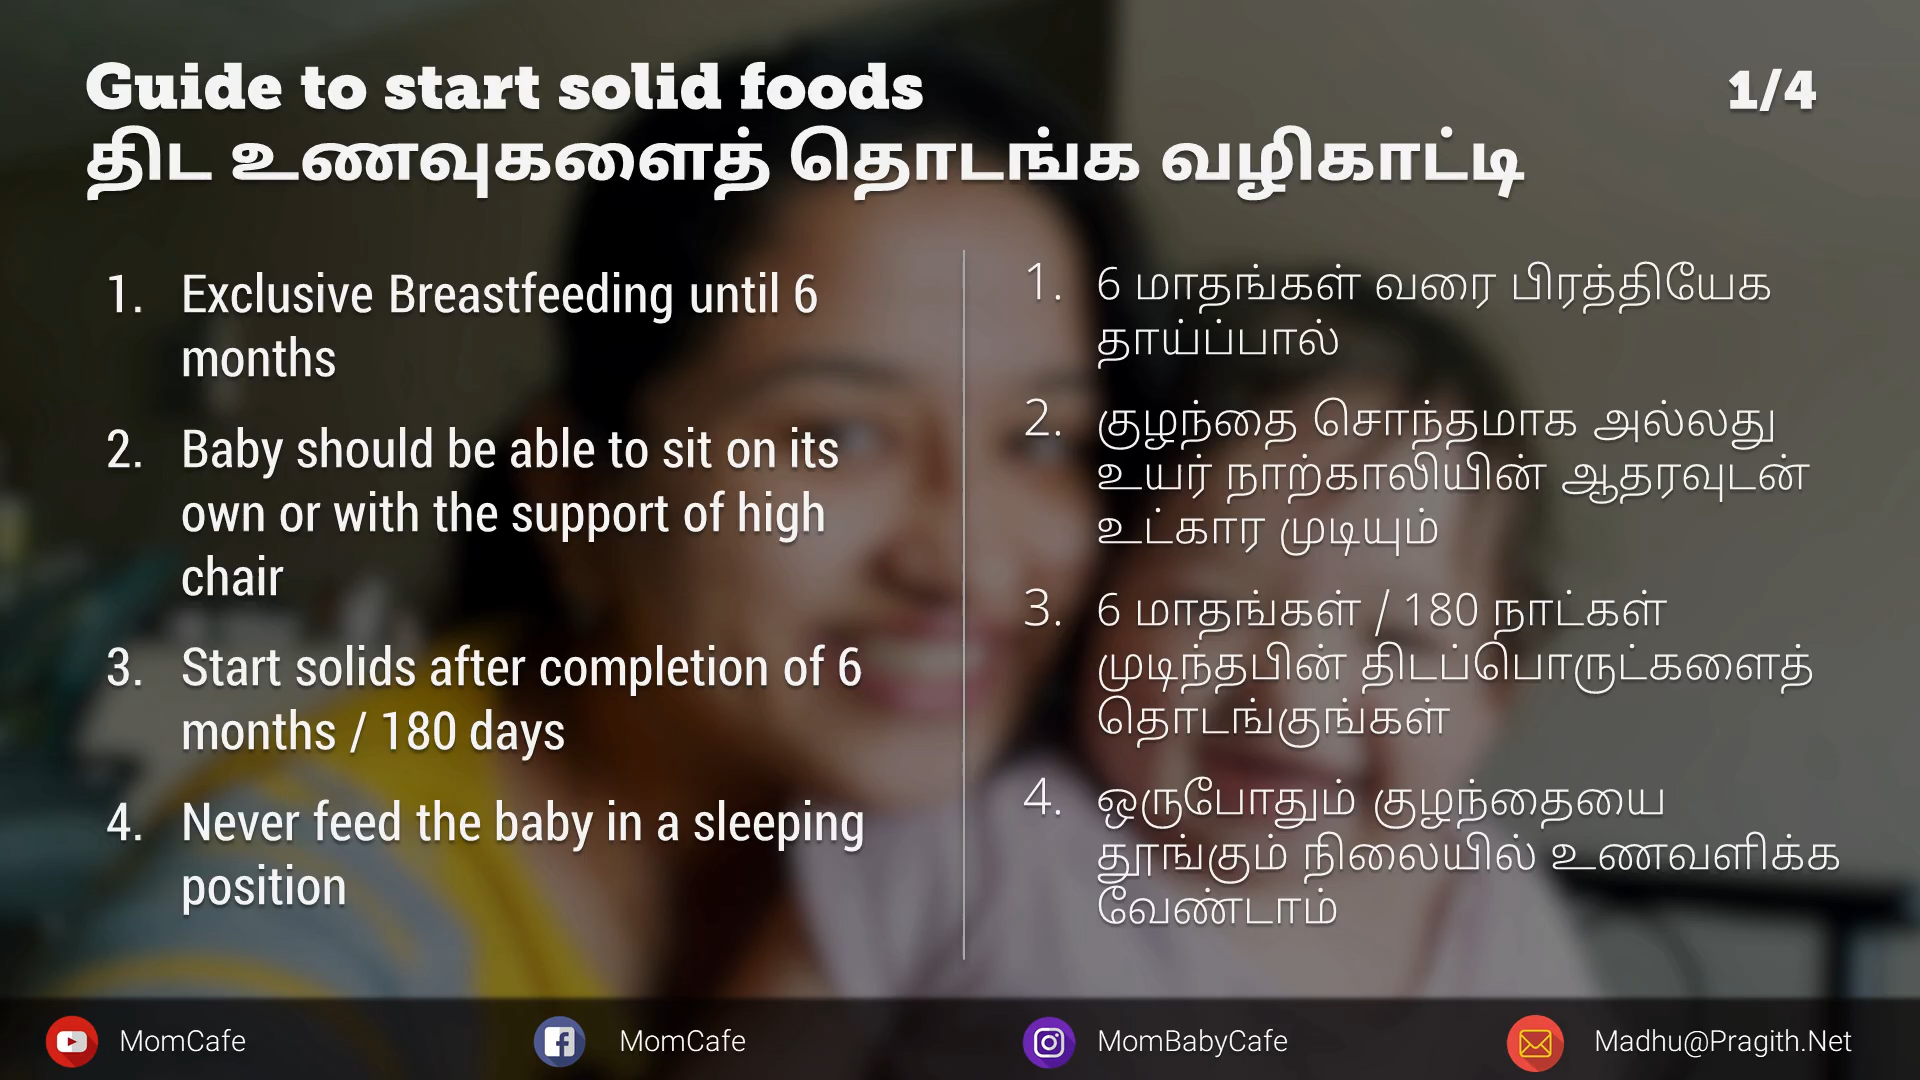 Guide to start solid foods
1/4
திட உணவுகளைத் தொடங்க வழிகாட்டி
1. Exclusive Breastfeeding until 6
months
2. Baby should be able to sit on its
own or with the support of high
chair
3. Start solids after completion of 6
months / 180 days
4. Never feed the baby in a sleeping
position
1. 6 மாதங்கள் வரை பிரத்தியேக
தாய்ப்பால்
2. குழந்தை சொந்தமாக அல்லது
உயர் நாற்காலியின் ஆதரவுடன்
உட்கார முடியும்
3. 6 மாதங்கள் / 180 நாட்கள்
முடிந்தபின் திடப்பொருட்களைத்
தொடங்குங்கள்
4. ஒருபோதும் குழந்தையை
தூங்கும் நிலையில் உணவளிக்க
வேண்டாம்
MomCafe
MomCafe
MomBabyCafe
Madhu@Pragith.Net